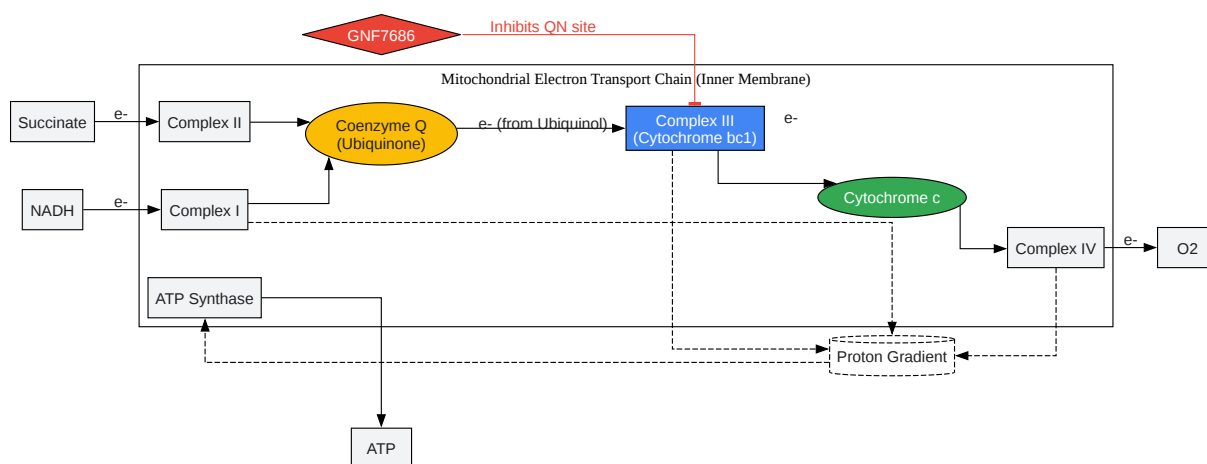 GNF7686
Inhibits QN site
Mitochondrial Electron Transport Chain (Inner Membrane)
Succinate
e-
Complex II
Coenzyme Q
(Ubiquinone)
e- (from Ubiquinol)
Complex III
(Cytochrome bc1)
e-
NADH
e-
Complex I
Cytochrome c
Complex IV
e-
O2
ATP Synthase
Proton Gradient
ATP